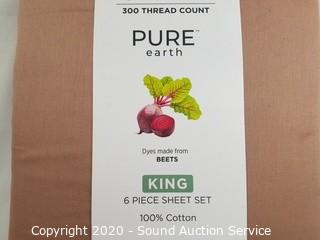 300 THREAD COUNT
PURE™
earth
Dyes made from
BEETS
KING
6 PIECE SHEET SET
100% Cotton
Copyright 2020 - Sound Auction Service